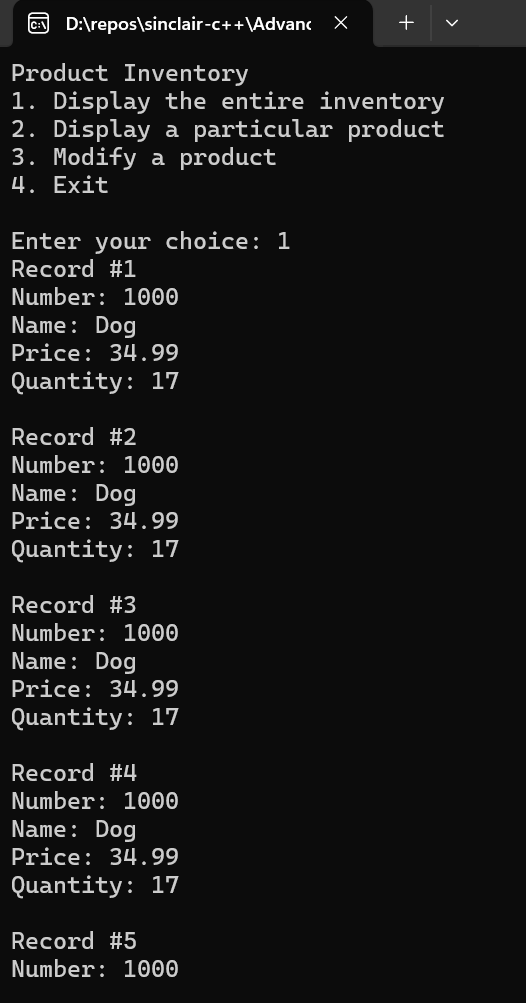 D:\repos\sinclair-c++\Advanc
Product Inventory
1. Display the entire inventory
2. Display a particular product
3. Modify a product
4. Exit
Enter your choice: 1
Record #1
Number: 1000
Name: Dog
Price: 34.99
Quantity: 17
Record #2
Number: 1000
Name: Dog
Price: 34.99
Quantity: 17
Record #3
Number: 1000
Name: Dog
Price: 34.99
Quantity: 17
Record #4
Number: 1000
Name: Dog
Price: 34.99
Quantity: 17
Record #5
Number: 1000